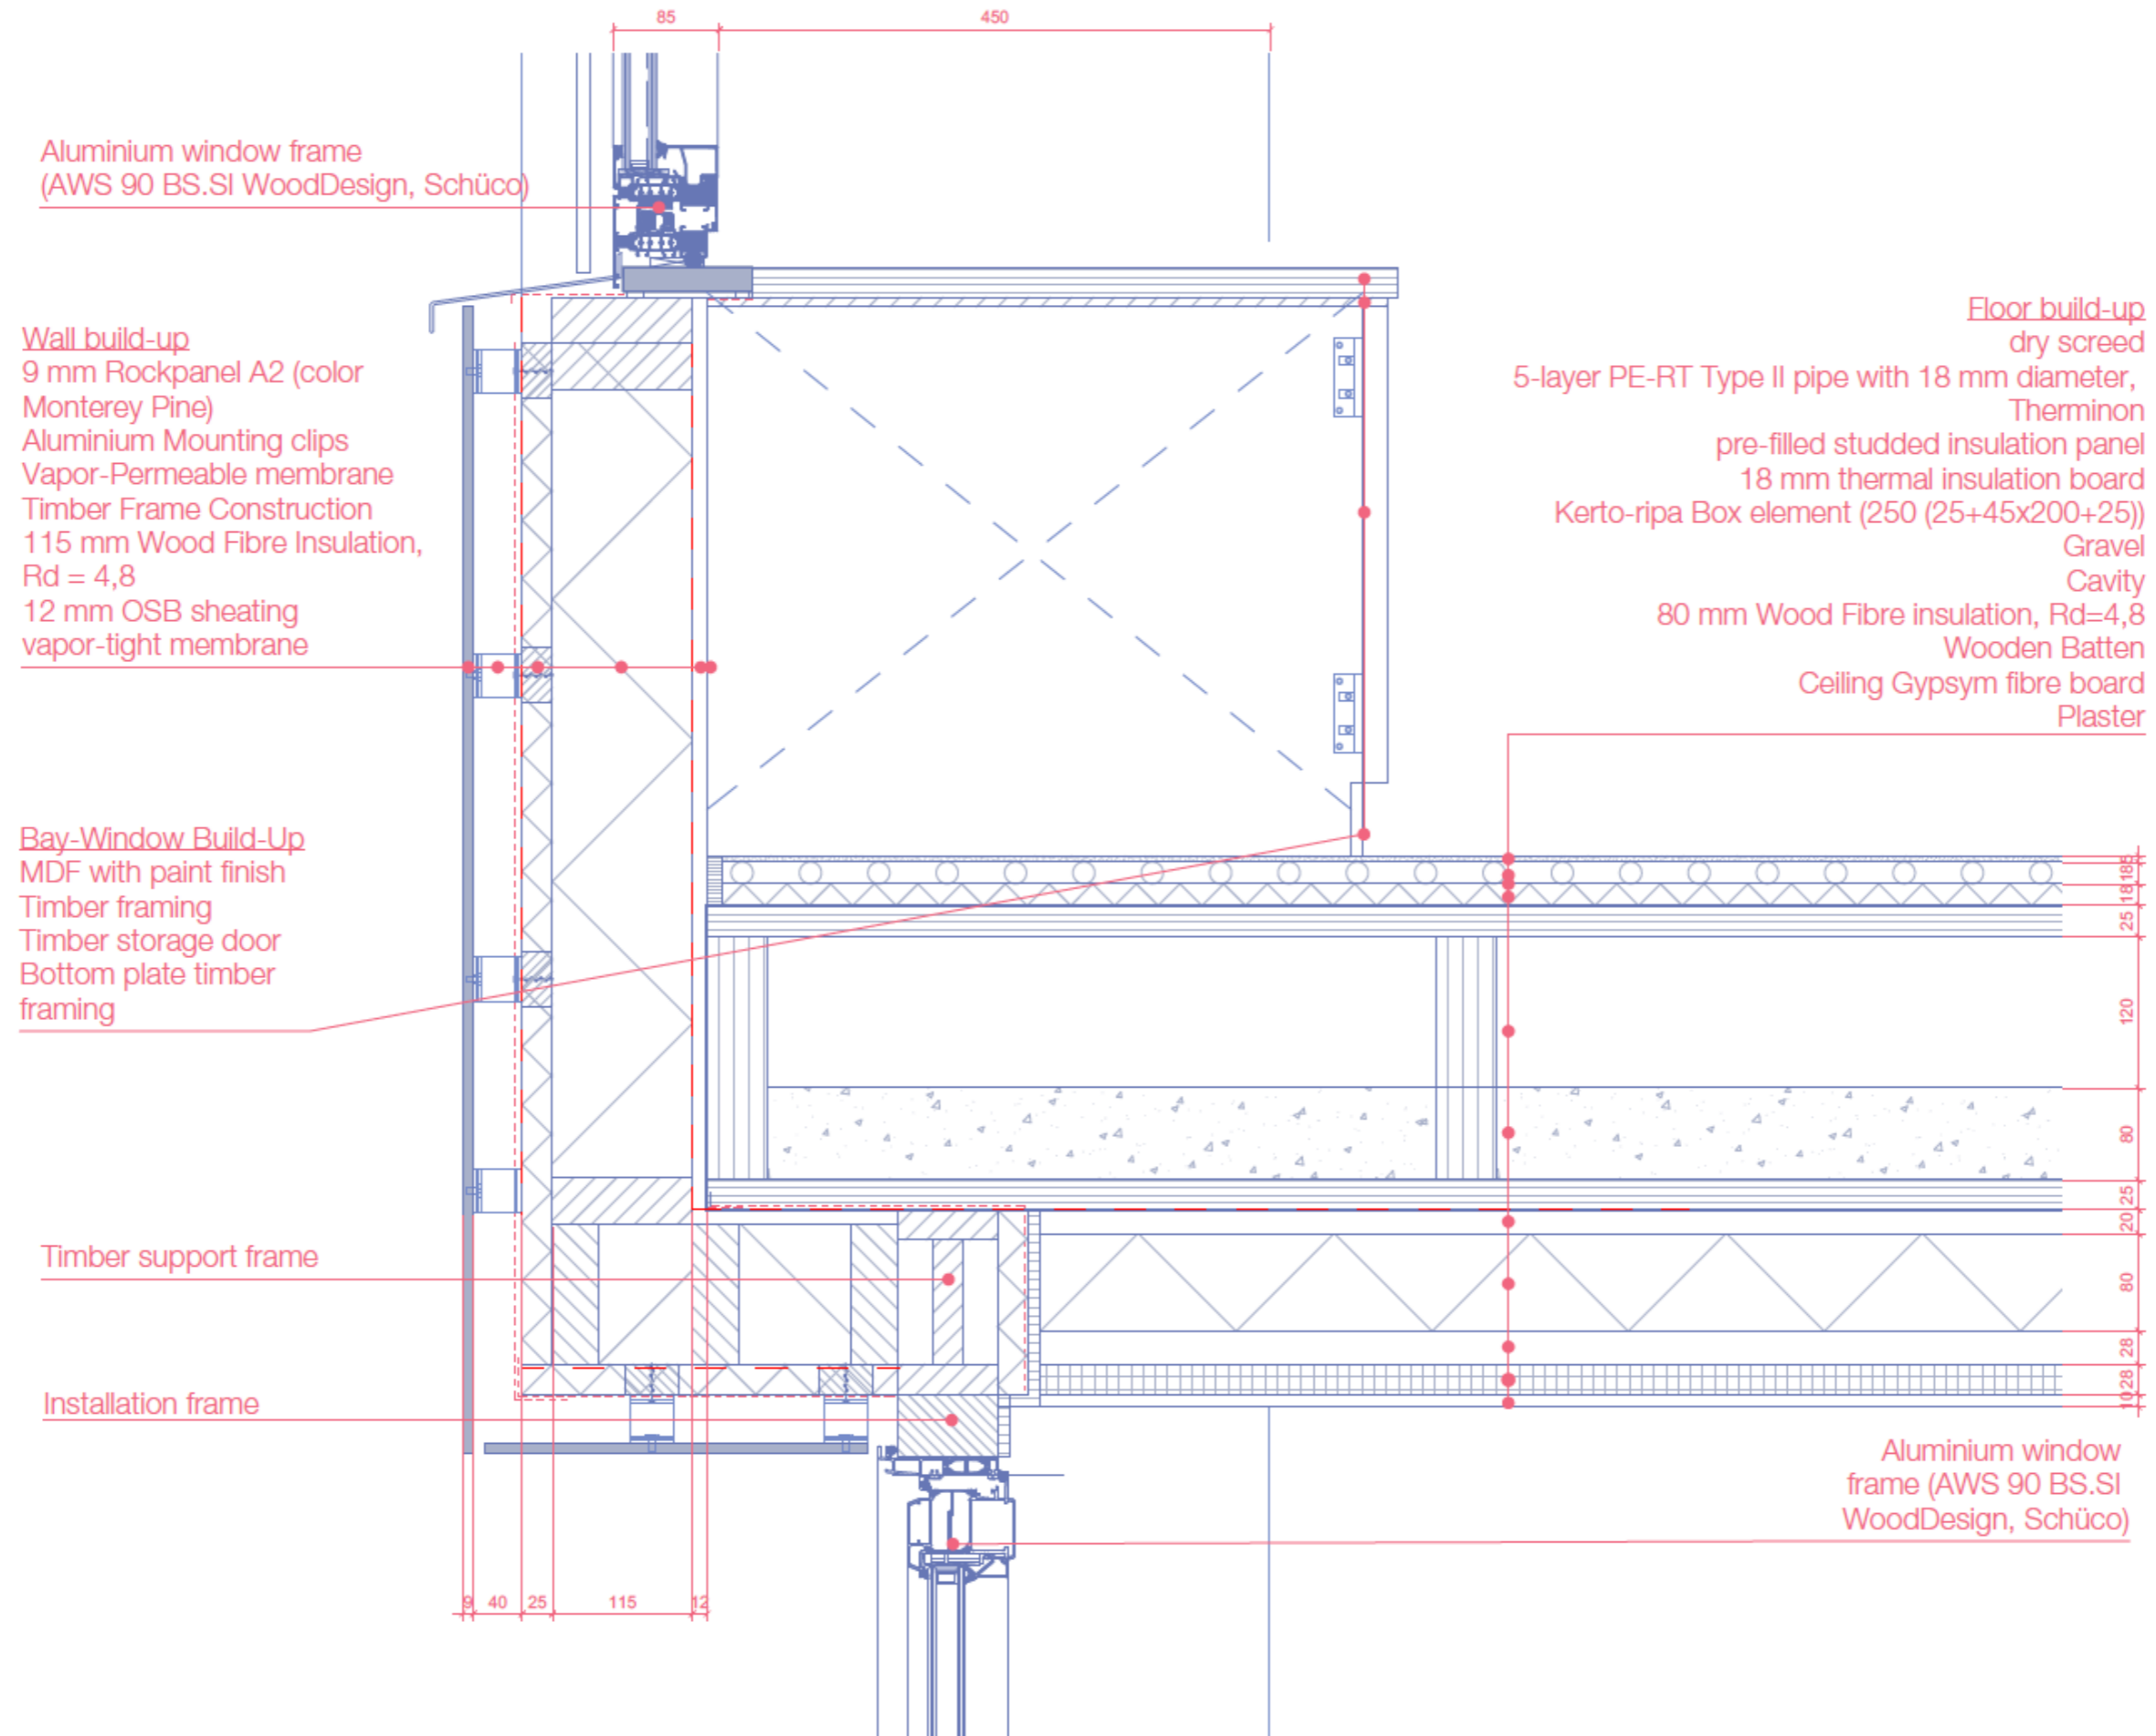 85
450
Aluminium window frame
(AWS 90 BS.SI WoodDesign, Schüco)
Wall build-up
9 mm Rockpanel A2 (color
Monterey Pine)
Aluminium Mounting clips
Vapor-Permeable membrane
Timber Frame Construction
115 mm Wood Fibre Insulation,
Rd = 4,8
12 mm OSB sheating
vapor-tight membrane
Floor build-up
dry screed
5-layer PE-RT Type II pipe with 18 mm diameter,
Therminon
pre-filled studded insulation panel
18 mm thermal insulation board
Kerto-ripa Box element (250 (25+45x200+25))
Gravel
Cavity
80 mm Wood Fibre insulation, Rd=4,8
Wooden Batten
Ceiling Gypsym fibre board
Plaster
Bay-Window Build-Up
MDF with paint finish
Timber framing
Timber storage door
Bottom plate timber
framing
5
18
18
25
120
80
25
20
80
28
28
10
Timber support frame
Installation frame
Aluminium window
frame (AWS 90 BS.SI
WoodDesign, Schüco)
9
40
25
115
12